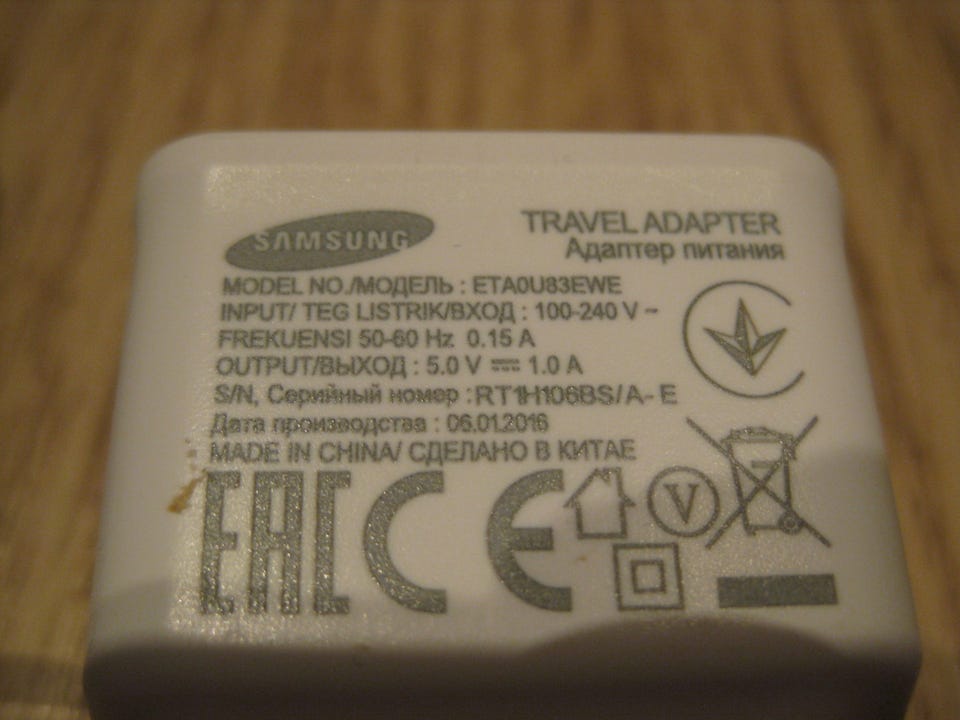 SAMSUNG
TRAVEL ADAPTER
Адаптер питания
MODEL NO./МОДЕЛЬ : ETA0U83EWE
INPUT/ TEG LISTRIK/ВХОД : 100-240 V ~
FREKUENSI 50-60 Hz 0.15 A
OUTPUT/ВЫХОД : 5.0 V ⎓ 1.0 A
S/N, Серийный номер : RT1H106BS/A-E
Дата производства : 06.01.2016
MADE IN CHINA/ СДЕЛАНО В КИТАЕ
EAC CE V